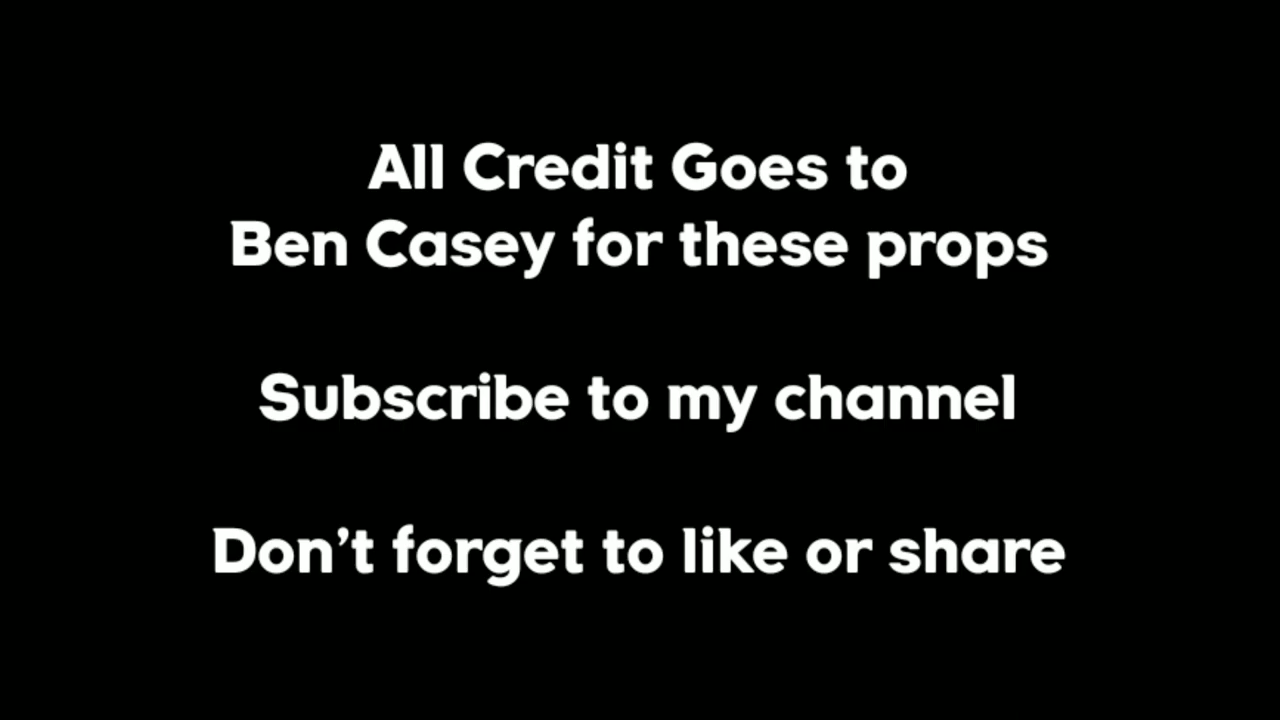 All Credit Goes to
Ben Casey for these props
Subscribe to my channel
Don’t forget to like or share